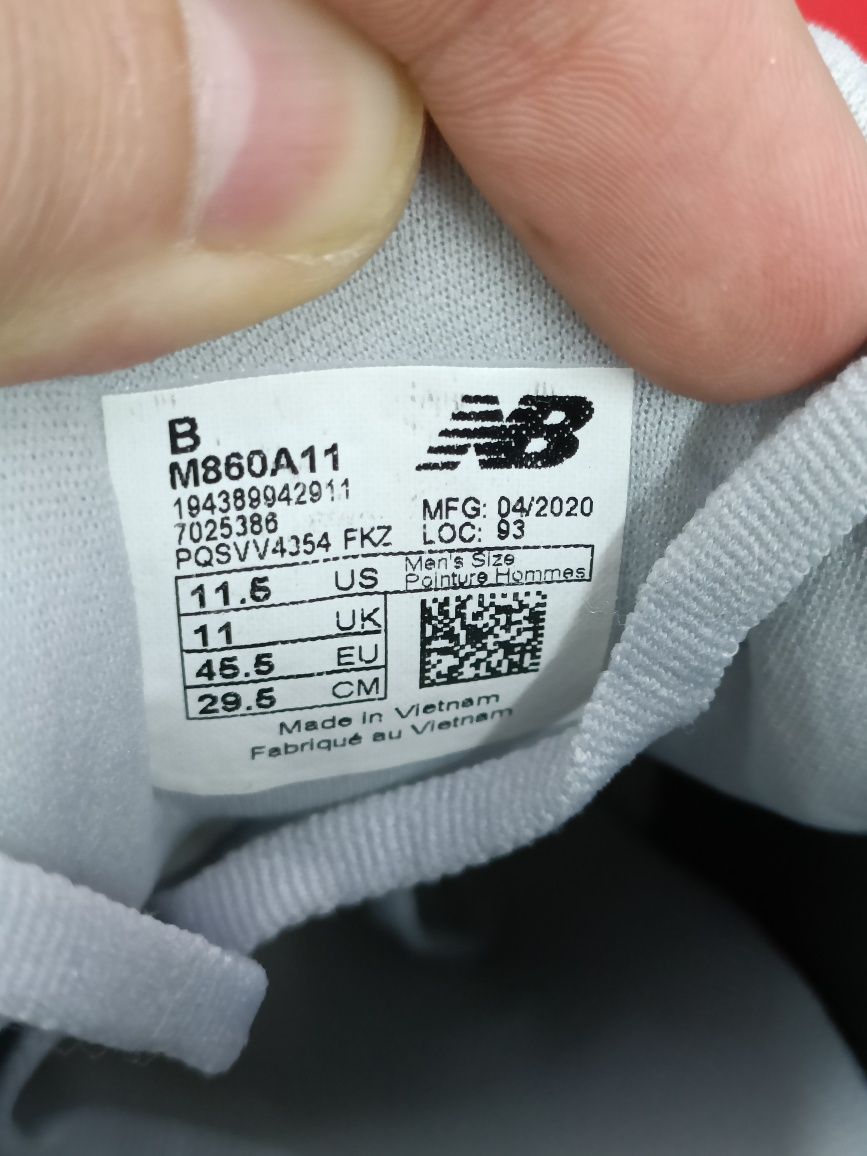 B
M860A11
194389942911
7025386
PQSVV4354 FKZ
NB
MFG: 04/2020
LOC: 93
Men's Size
Pointure Hommes
11.5 US
11 UK
45.5 EU
29.5 CM
Made in Vietnam
Fabriqué au Vietnam